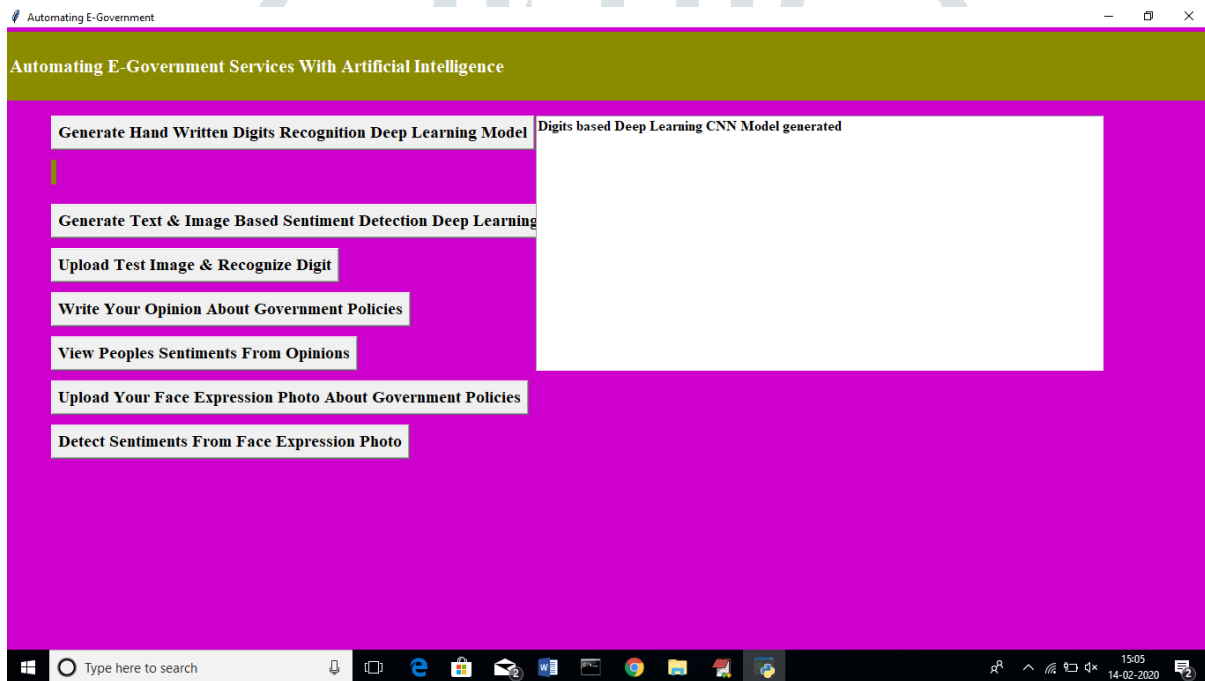 Automating E-Government
Automating E-Government Services With Artificial Intelligence
Generate Hand Written Digits Recognition Deep Learning Model
Digits based Deep Learning CNN Model generated
Generate Text & Image Based Sentiment Detection Deep Learning
Upload Test Image & Recognize Digit
Write Your Opinion About Government Policies
View Peoples Sentiments From Opinions
Upload Your Face Expression Photo About Government Policies
Detect Sentiments From Face Expression Photo
Type here to search
2
15:05
14-02-2020
2